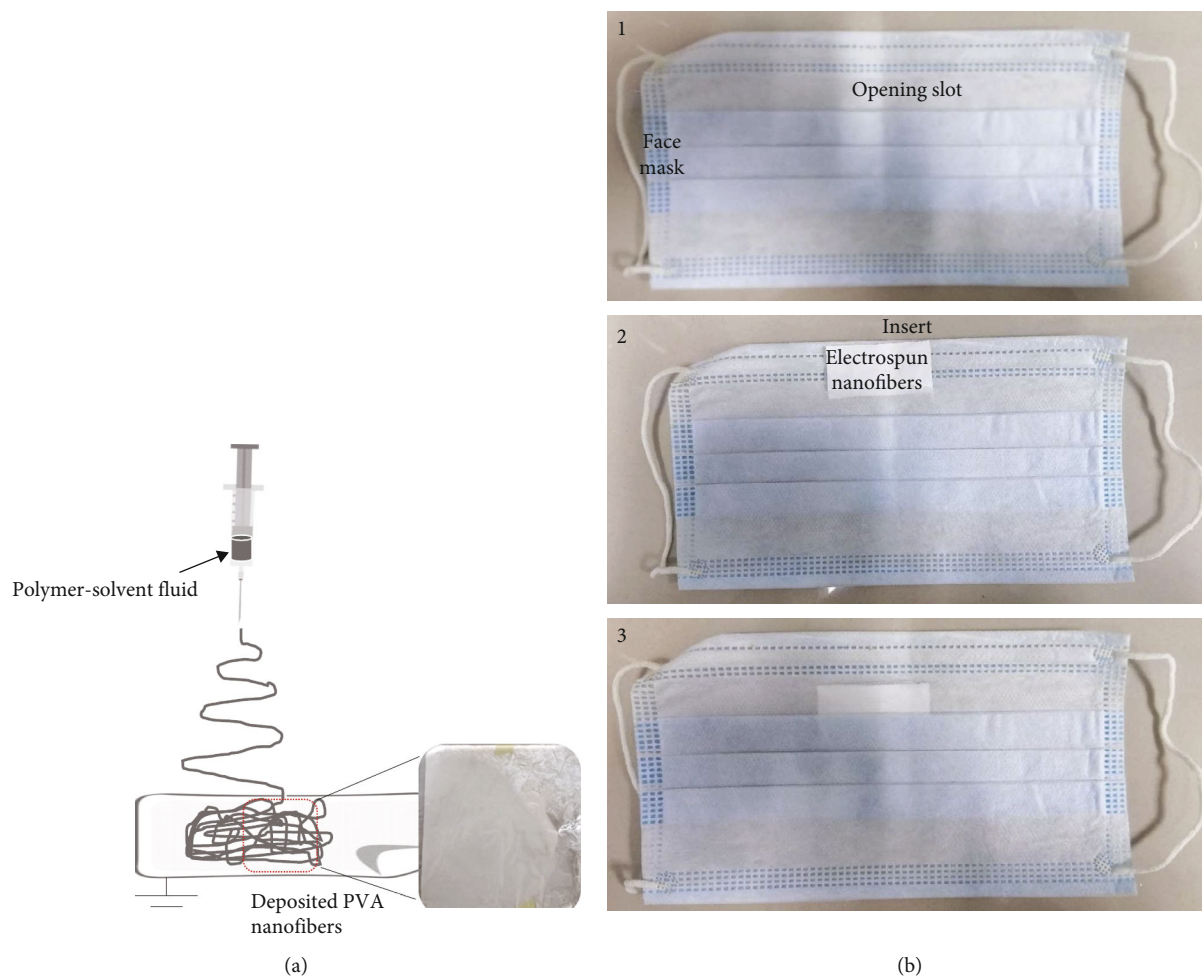 Polymer-solvent fluid
Deposited PVA
nanofibers
(a)
1
Opening slot
Face
mask
2
Insert
Electrospun
nanofibers
3
(b)